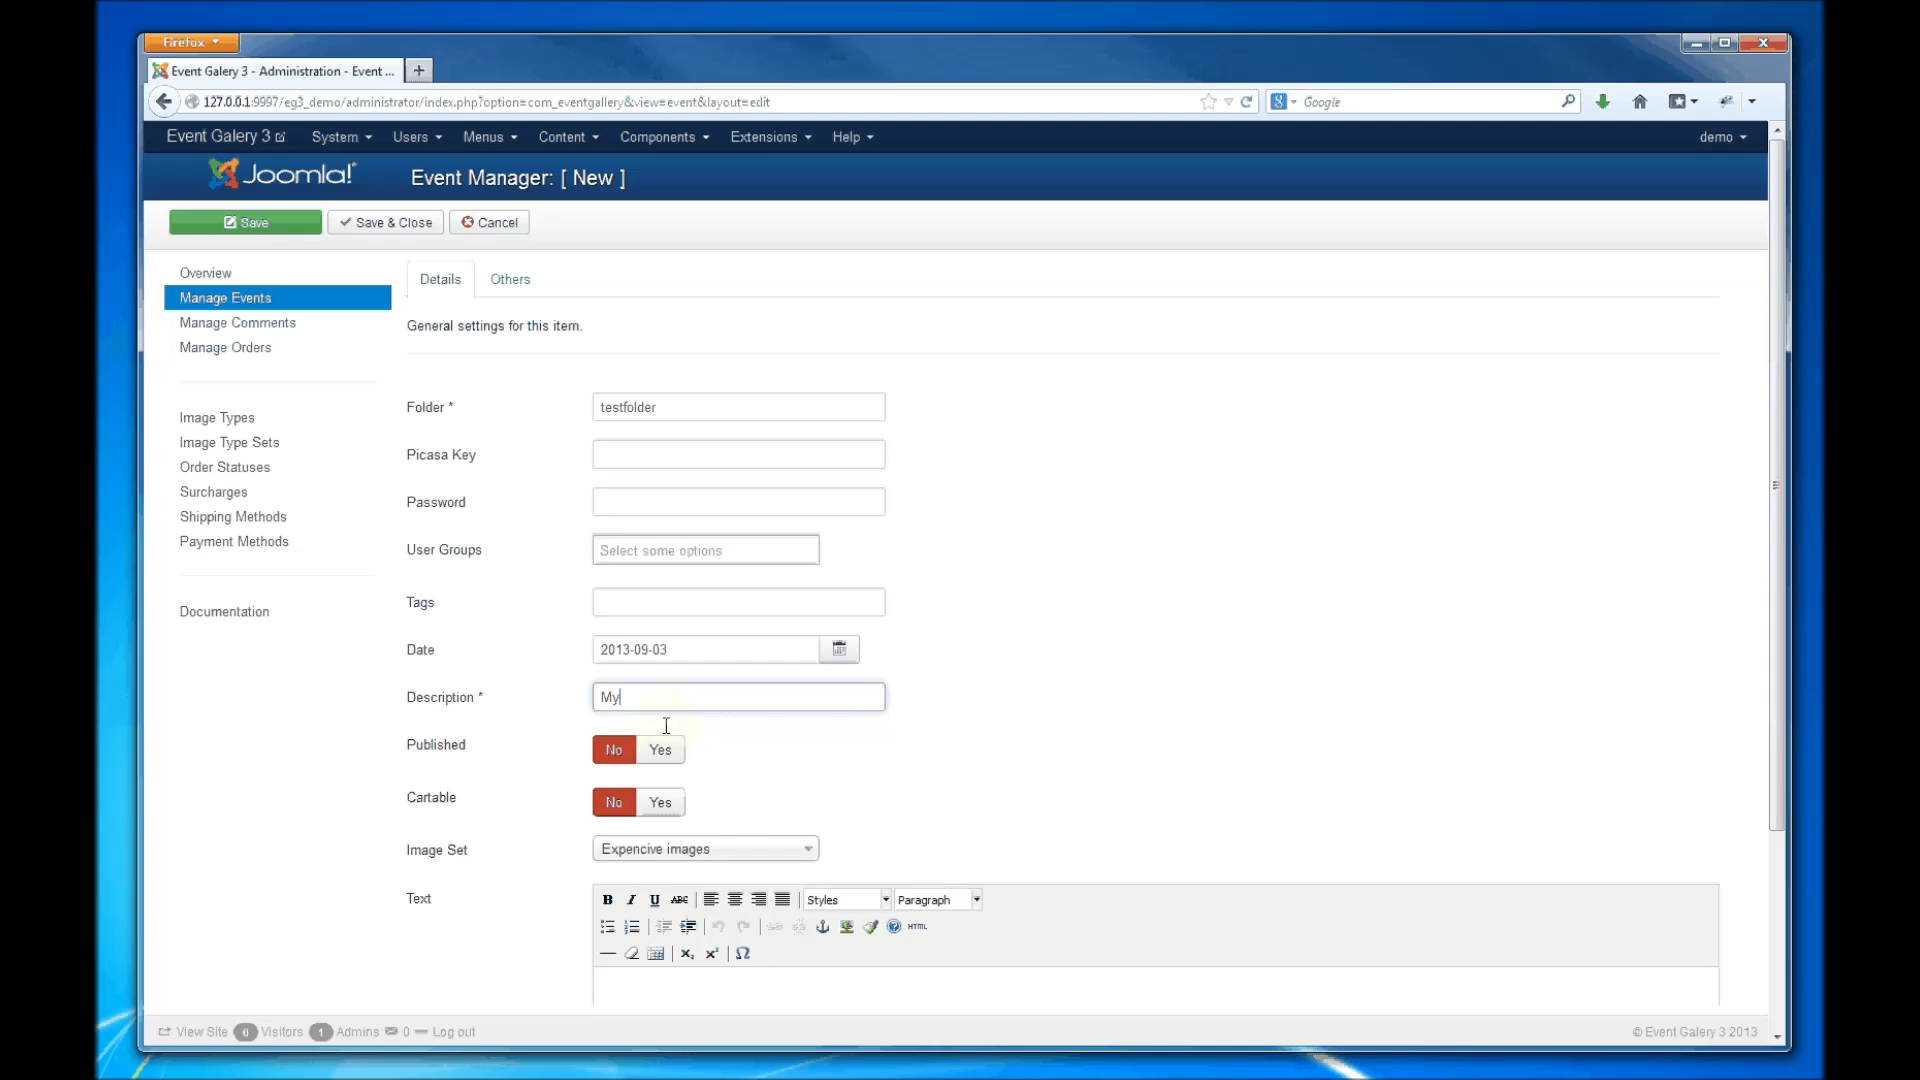 Firefox
Event Galery 3 - Administration - Event ...
127.0.0.1:9997/eg3_demo/administrator/index.php?option=com_eventgallery&view=event&layout=edit
Google
Event Galery 3 System Users Menus Content Components Extensions Help demo
Joomla! Event Manager: [ New ]
Save Save & Close Cancel
Overview
Manage Events
Manage Comments
Manage Orders
Image Types
Image Type Sets
Order Statuses
Surcharges
Shipping Methods
Payment Methods
Documentation
Details Others
General settings for this item.
Folder * testfolder
Picasa Key
Password
User Groups Select some options
Tags
Date 2013-09-03
Description * My
Published No Yes
Cartable No Yes
Image Set Expencive images
Text
B I U ABC Styles Paragraph
HTML
View Site 0 Visitors 1 Admins 0 Log out
© Event Galery 3 2013